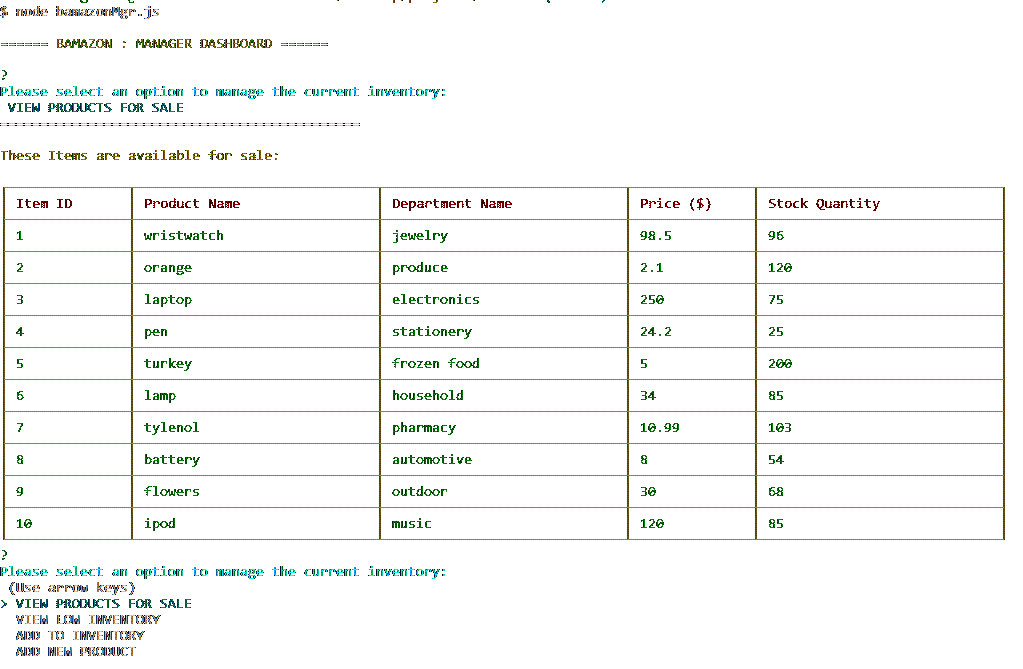 $ node bamazonMgr.js
====== BAMAZON : MANAGER DASHBOARD ======
?
Please select an option to manage the current inventory:
VIEW PRODUCTS FOR SALE
=============================================
These Items are available for sale:
Item ID Product Name Department Name Price ($) Stock Quantity
1 wristwatch jewelry 98.5 96
2 orange produce 2.1 120
3 laptop electronics 250 75
4 pen stationery 24.2 25
5 turkey frozen food 5 200
6 lamp household 34 85
7 tylenol pharmacy 10.99 103
8 battery automotive 8 54
9 flowers outdoor 30 68
10 ipod music 120 85
?
Please select an option to manage the current inventory:
(Use arrow keys)
> VIEW PRODUCTS FOR SALE
VIEW LOW INVENTORY
ADD TO INVENTORY
ADD NEW PRODUCT